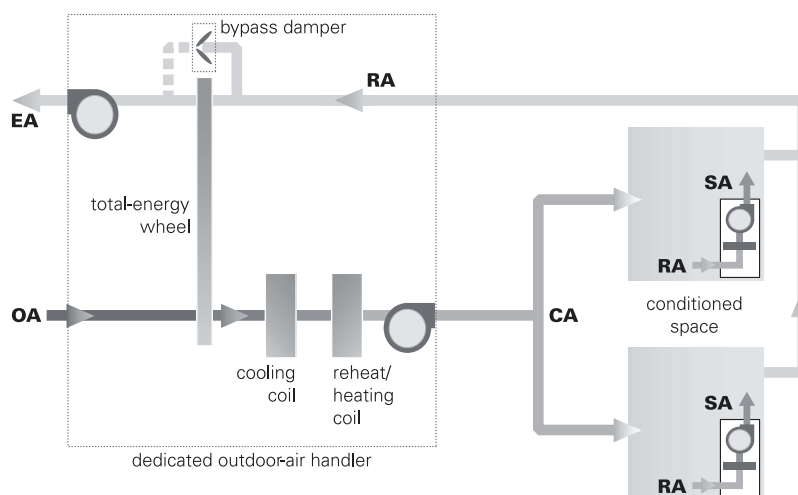 bypass damper
RA
EA
total-energy
wheel
SA
RA
OA
CA
conditioned
space
cooling
coil
reheat/
heating
coil
SA
RA
dedicated outdoor-air handler